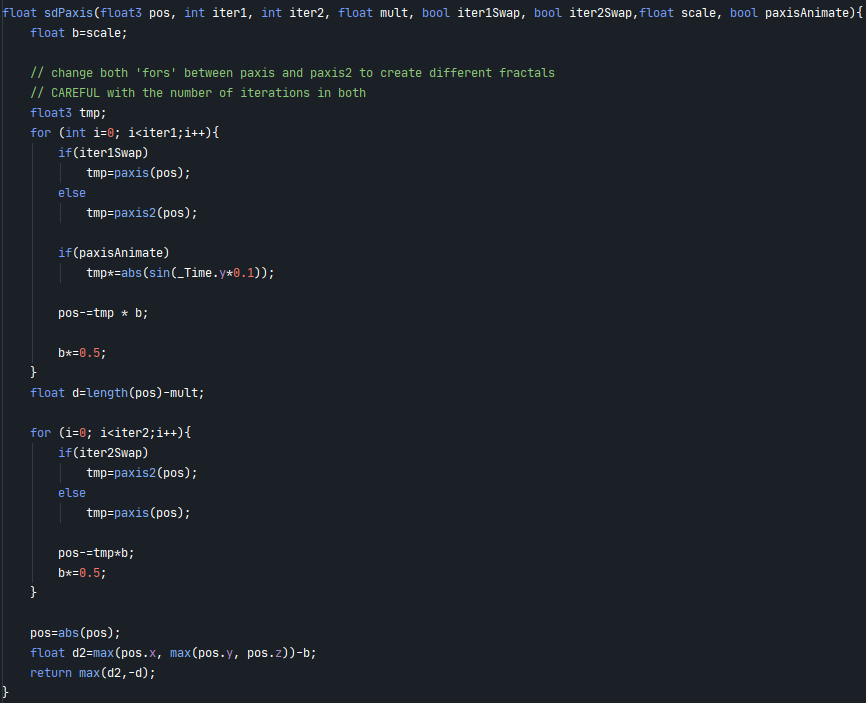 float sdPaxis(float3 pos, int iter1, int iter2, float mult, bool iter1Swap, bool iter2Swap,float scale, bool paxisAnimate){
float b=scale;
// change both 'fors' between paxis and paxis2 to create different fractals
// CAREFUL with the number of iterations in both
float3 tmp;
for (int i=0; i<iter1;i++){
if(iter1Swap)
tmp=paxis(pos);
else
tmp=paxis2(pos);
if(paxisAnimate)
tmp*=abs(sin(_Time.y*0.1));
pos-=tmp * b;
b*=0.5;
}
float d=length(pos)-mult;
for (i=0; i<iter2;i++){
if(iter2Swap)
tmp=paxis2(pos);
else
tmp=paxis(pos);
pos-=tmp*b;
b*=0.5;
}
pos=abs(pos);
float d2=max(pos.x, max(pos.y, pos.z))-b;
return max(d2,-d);
}